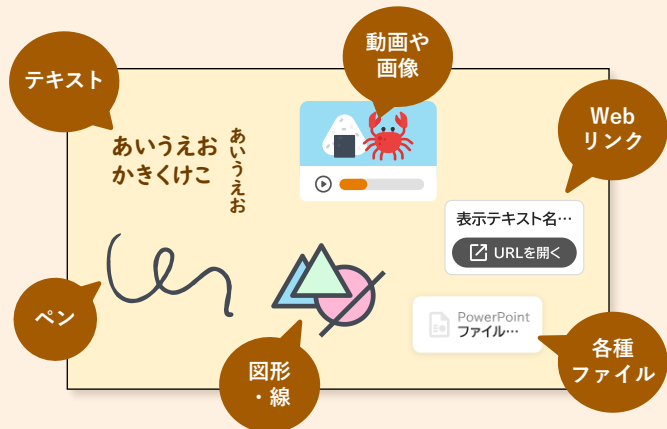 テキスト
動画や
画像
Web
リンク
あいうえお
かきくけこ
あいうえお
表示テキスト名…
URLを開く
ペン
PowerPoint
ファイル…
図形
・線
各種
ファイル